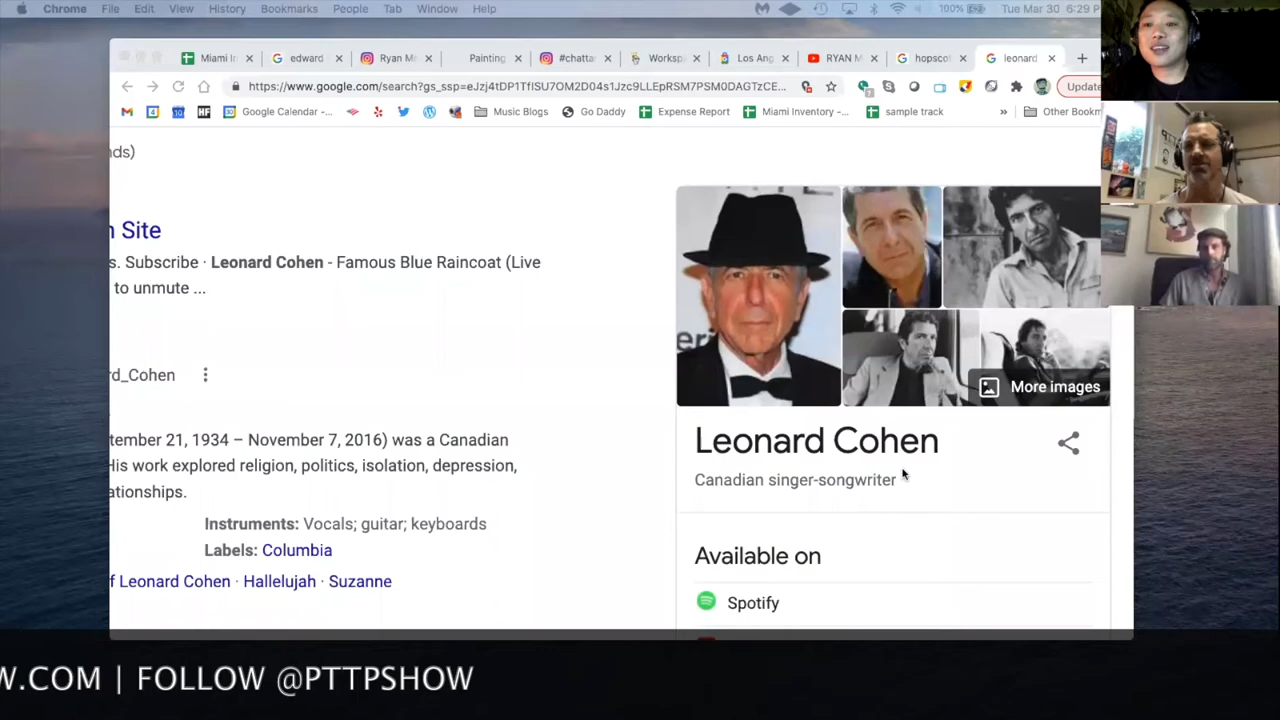 Chrome File Edit View History Bookmarks People Tab Window Help 100% Tue Mar 30 6:29 P
Miami In edward Ryan M Painting #chatta Worksp Los Ang RYAN M hopsco leonard
https://www.google.com/search?gs_ssp=eJzj4tDP1TfISU7OM2D04s1Jzc9LLEpRSM7PSM0DAGTzCE... Update
Google Calendar -... Music Blogs Go Daddy Expense Report Miami Inventory -... sample track » Other Bookm
nds)
n Site
s. Subscribe · Leonard Cohen - Famous Blue Raincoat (Live
to unmute ...
rd_Cohen
tember 21, 1934 – November 7, 2016) was a Canadian
His work explored religion, politics, isolation, depression,
ationships.
Instruments: Vocals; guitar; keyboards
Labels: Columbia
f Leonard Cohen · Hallelujah · Suzanne
More images
Leonard Cohen
Canadian singer-songwriter
Available on
Spotify
W.COM | FOLLOW @PTTPSHOW